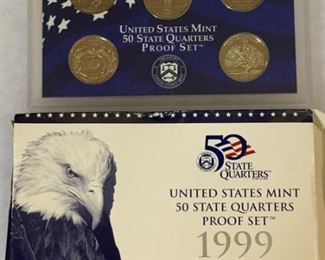 UNITED STATES MINT
50 STATE QUARTERS
PROOF SET™
50
STATE
QUARTERS™
UNITED STATES MINT
50 STATE QUARTERS
PROOF SET™
1999